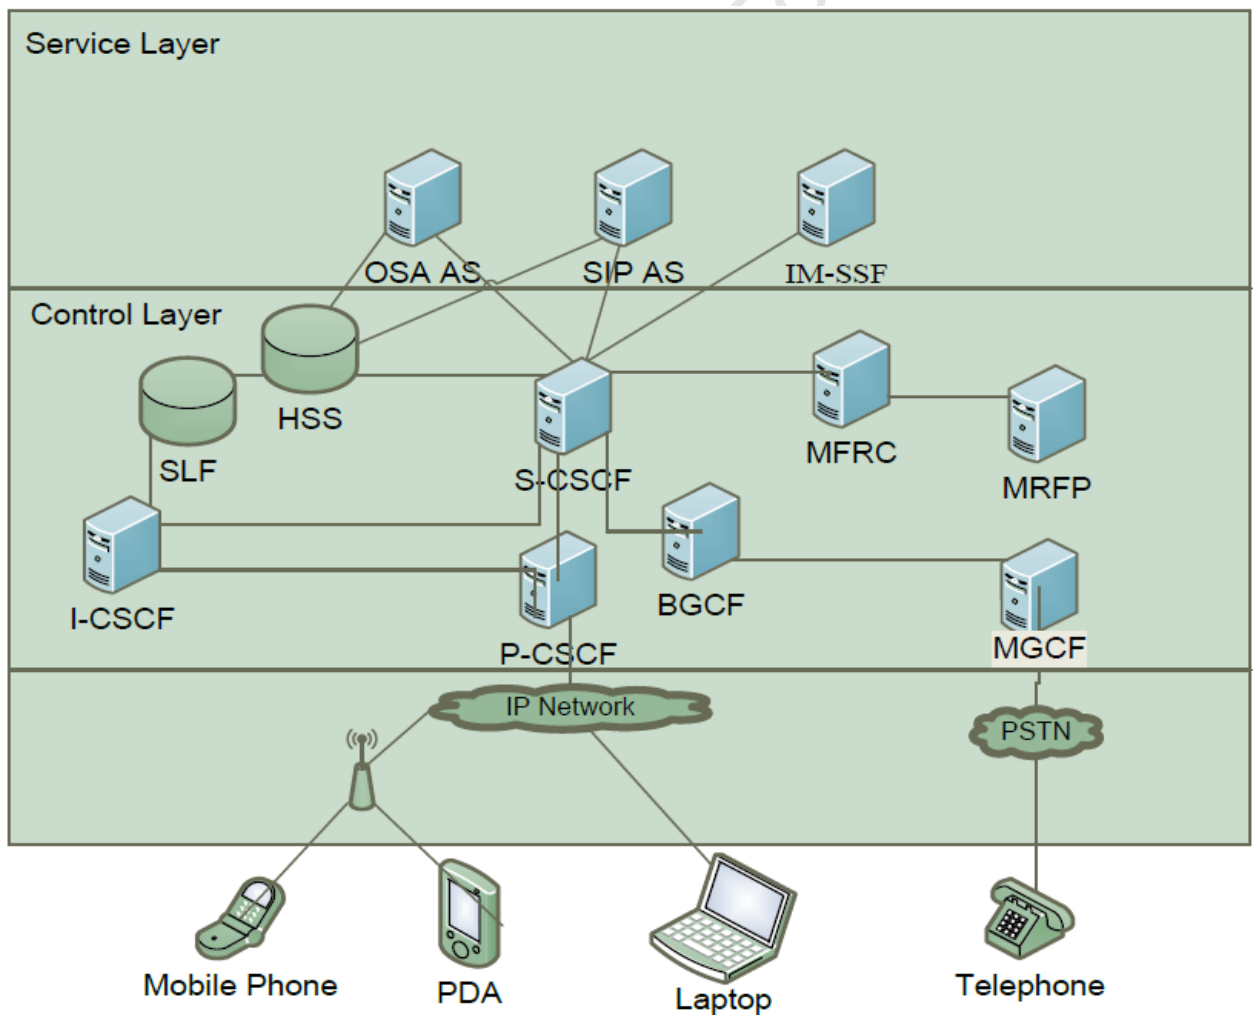 Service Layer
OSA AS
SIP AS
IM-SSF
Control Layer
HSS
SLF
S-CSCF
MFRC
MRFP
I-CSCF
P-CSCF
BGCF
MGCF
IP Network
PSTN
Mobile Phone
PDA
Laptop
Telephone